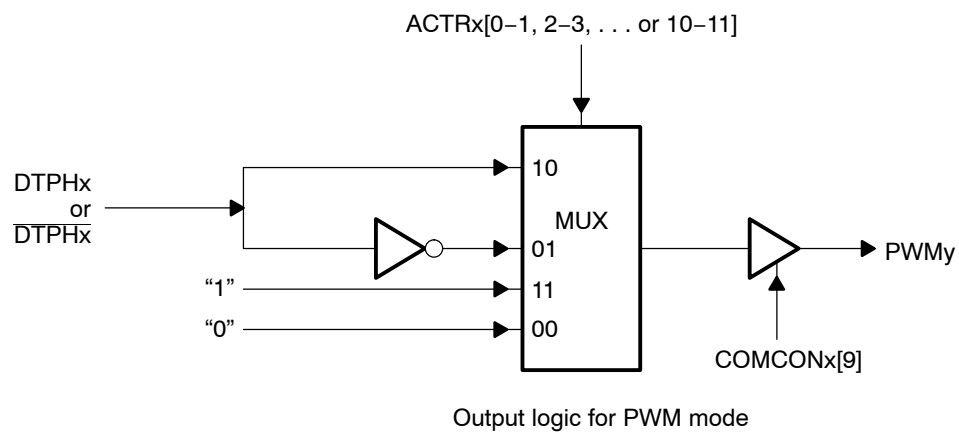 ACTRx[0−1, 2−3, . . . or 10−11]
DTPHx
or
DTPHx
10
MUX
01
PWMy
“1”
11
“0”
00
COMCONx[9]
Output logic for PWM mode